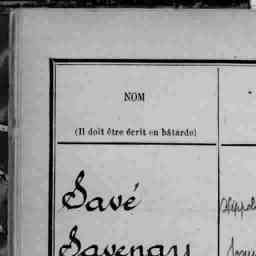 NOM
(Il doit être écrit en bâtarde)
Savé
Savenay